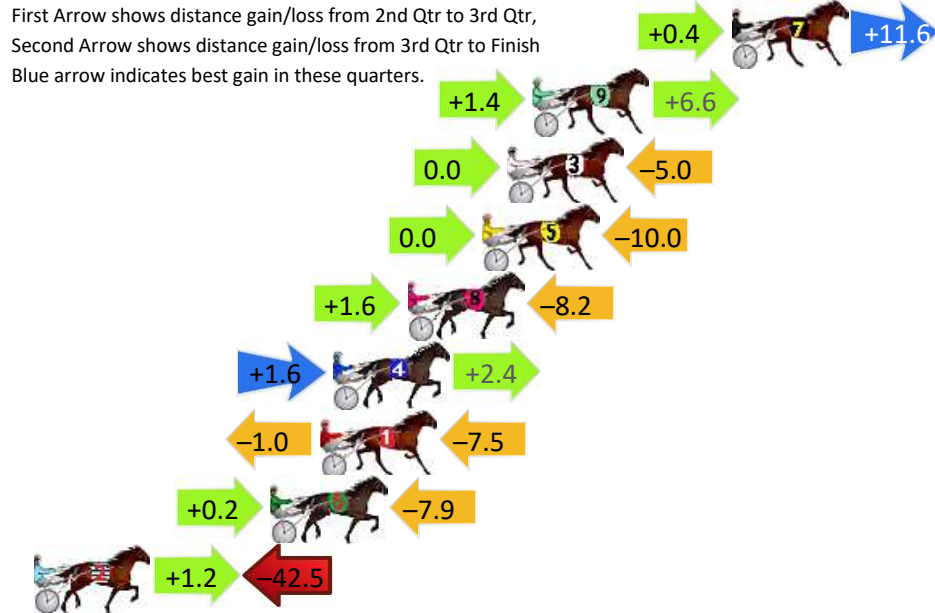 First Arrow shows distance gain/loss from 2nd Qtr to 3rd Qtr,
Second Arrow shows distance gain/loss from 3rd Qtr to Finish
Blue arrow indicates best gain in these quarters.
+0.4 7 +11.6
+1.4 9 +6.6
0.0 3 –5.0
0.0 5 –10.0
+1.6 8 –8.2
+1.6 4 +2.4
–1.0 1 –7.5
+0.2 6 –7.9
2 +1.2 –42.5